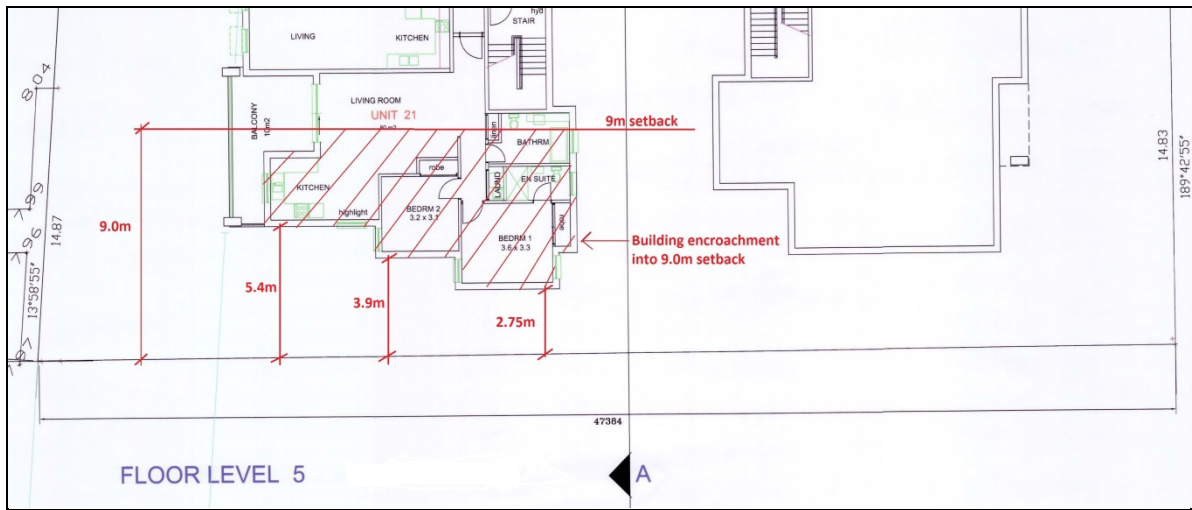 hyd
STAIR
LIVING
KITCHEN
LIVING ROOM
UNIT 21
BALCONY
10m2
9m setback
linen
BATHRM
robe
LAUND
EN SUITE
KITCHEN
highlight
BEDRM 2
3.2 x 3.1
BEDRM 1
3.6 x 3.3
robe
Building encroachment
into 9.0m setback
9.0m
5.4m
3.9m
2.75m
14.87
13°58'55"
14.83
189°42'55"
47384
FLOOR LEVEL 5
A